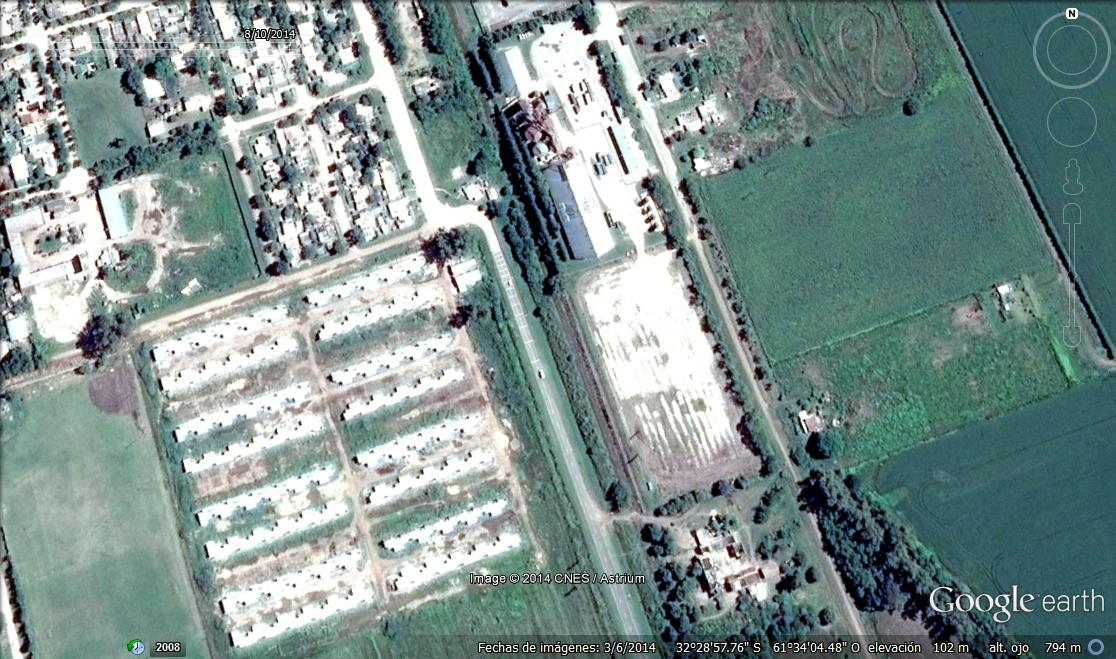 8/10/2014
N
Image © 2014 CNES / Astrium
Google earth
2008
Fechas de imágenes: 3/6/2014 32°28'57.76" S 61°34'04.48" O elevación 102 m alt. ojo 794 m